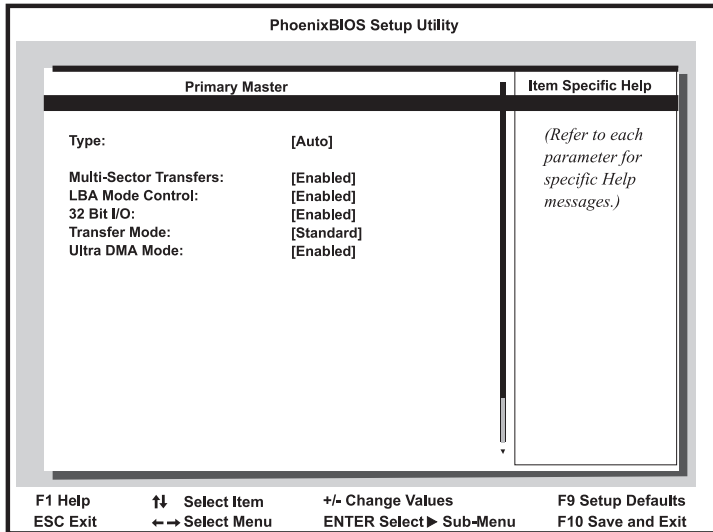 PhoenixBIOS Setup Utility
Primary Master
Item Specific Help
Type: [Auto]
Multi-Sector Transfers: [Enabled]
LBA Mode Control: [Enabled]
32 Bit I/O: [Enabled]
Transfer Mode: [Standard]
Ultra DMA Mode: [Enabled]
(Refer to each
parameter for
specific Help
messages.)
F1 Help ↑↓ Select Item +/- Change Values F9 Setup Defaults
ESC Exit ←→ Select Menu ENTER Select ▶ Sub-Menu F10 Save and Exit